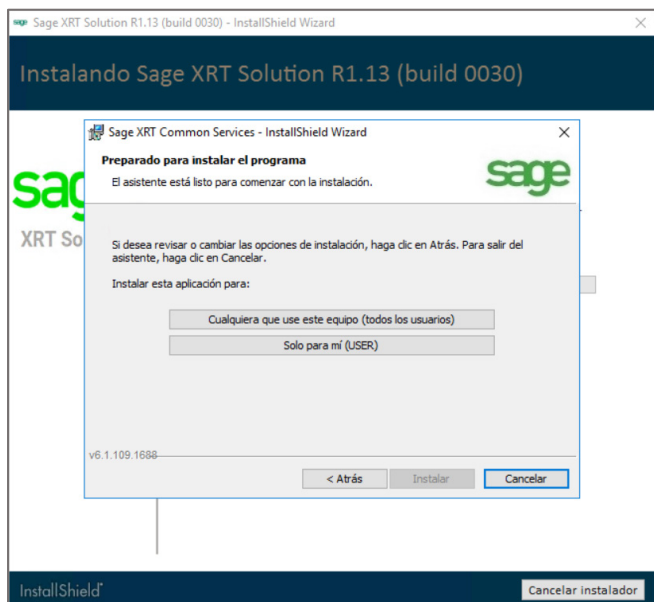 Sage XRT Solution R1.13 (build 0030) - InstallShield Wizard
Instalando Sage XRT Solution R1.13 (build 0030)
Sage XRT Common Services - InstallShield Wizard
Preparado para instalar el programa
El asistente está listo para comenzar con la instalación.
sage
sag
XRT So
Si desea revisar o cambiar las opciones de instalación, haga clic en Atrás. Para salir del
asistente, haga clic en Cancelar.
Instalar esta aplicación para:
Cualquiera que use este equipo (todos los usuarios)
Solo para mí (USER)
v6.1.109.1688
< Atrás
Instalar
Cancelar
InstallShield
Cancelar instalador